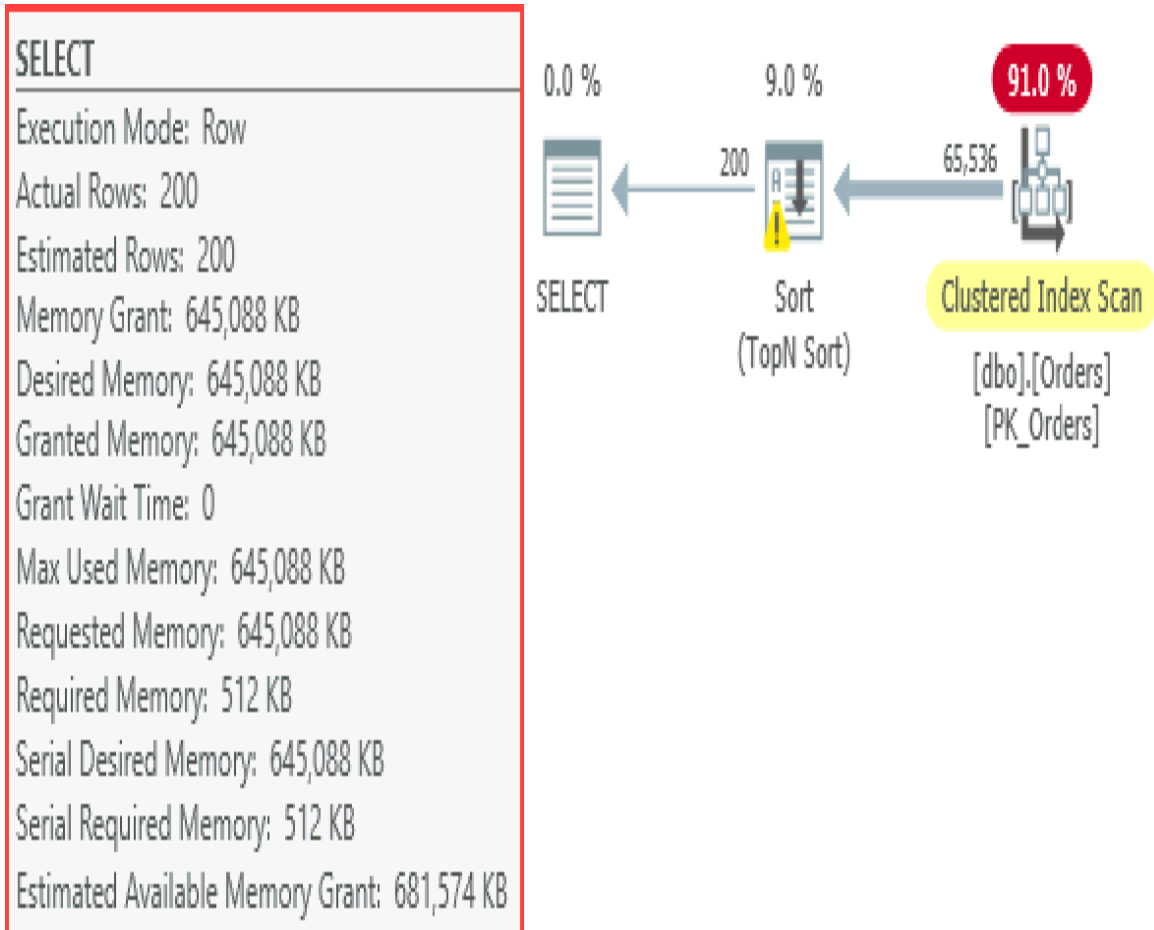 SELECT
Execution Mode: Row
Actual Rows: 200
Estimated Rows: 200
Memory Grant: 645,088 KB
Desired Memory: 645,088 KB
Granted Memory: 645,088 KB
Grant Wait Time: 0
Max Used Memory: 645,088 KB
Requested Memory: 645,088 KB
Required Memory: 512 KB
Serial Desired Memory: 645,088 KB
Serial Required Memory: 512 KB
Estimated Available Memory Grant: 681,574 KB
0.0 %
SELECT
200
9.0 %
A
Sort
(TopN Sort)
65,536
91.0 %
Clustered Index Scan
[dbo].[Orders]
[PK_Orders]